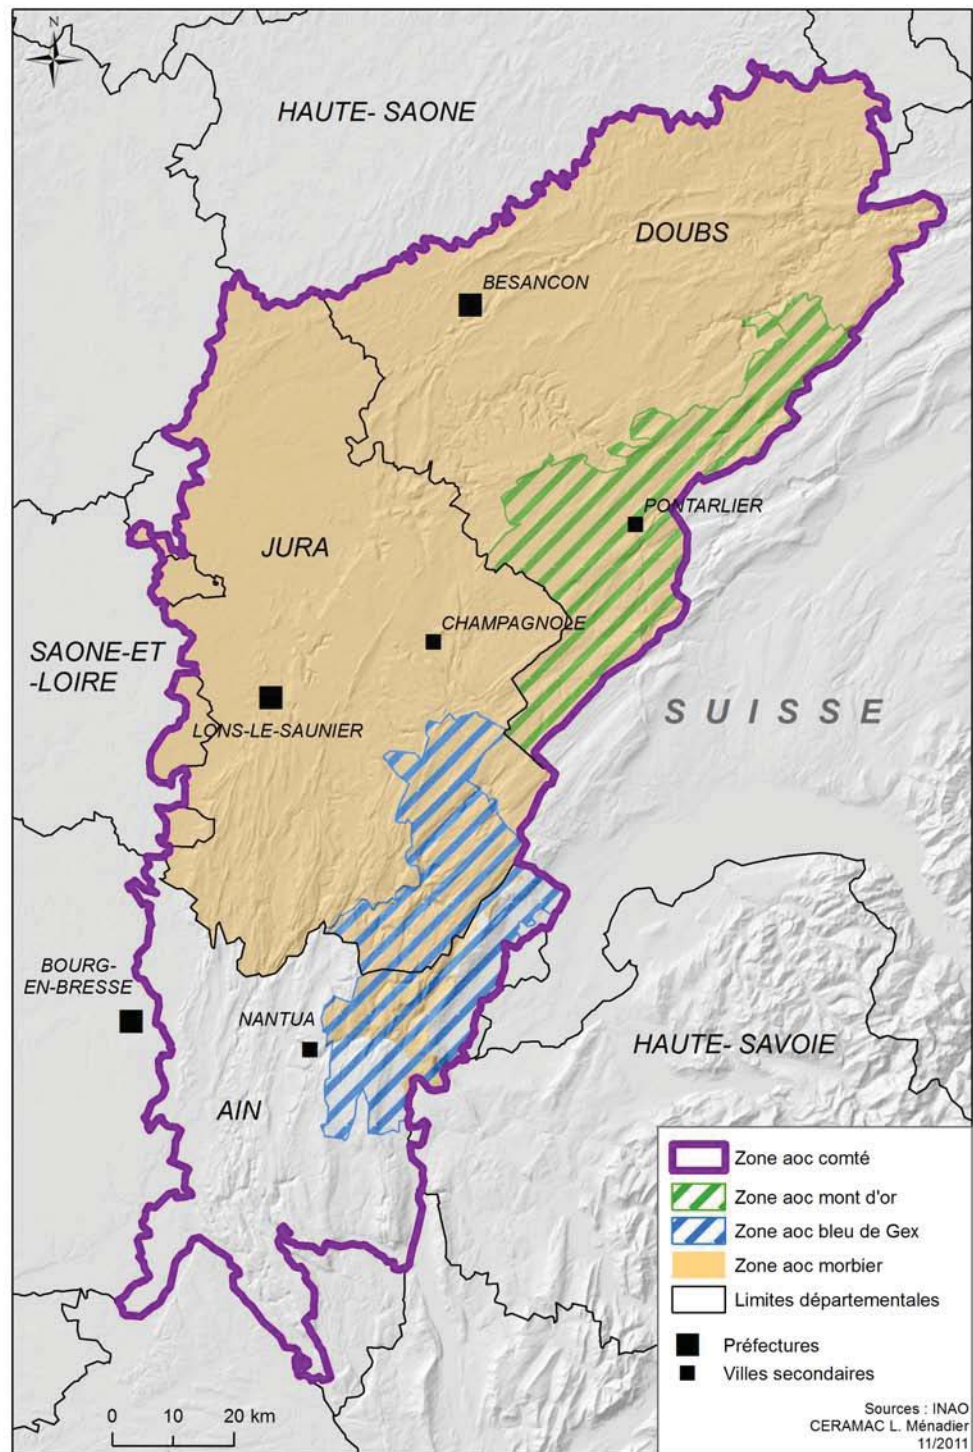 N
HAUTE- SAONE
DOUBS
BESANCON
PONTARLIER
JURA
CHAMPAGNOLE
SAONE-ET
-LOIRE
LONS-LE-SAUNIER
SUISSE
BOURG-
EN-BRESSE
NANTUA
HAUTE- SAVOIE
AIN
Zone aoc comté
Zone aoc mont d'or
Zone aoc bleu de Gex
Zone aoc morbier
Limites départementales
Préfectures
Villes secondaires
0 10 20 km
Sources : INAO
CERAMAC L. Ménadier
11/2011